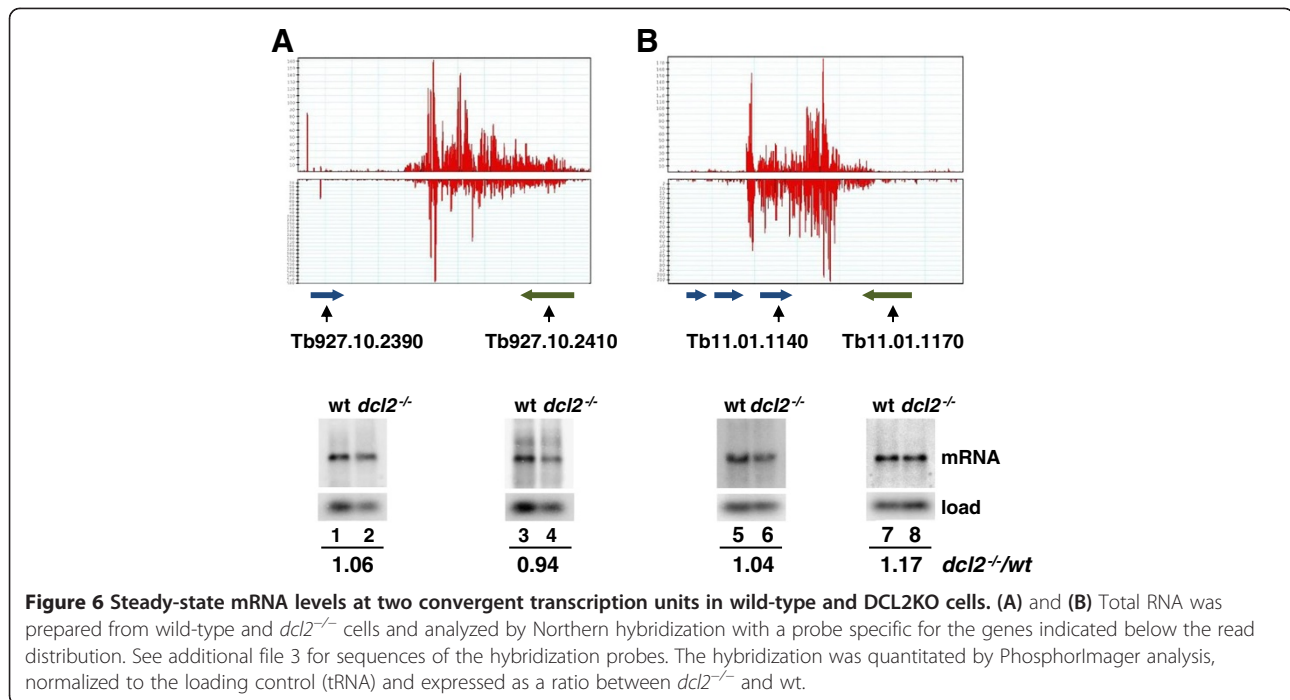 A
B
Tb927.10.2390
Tb927.10.2410
Tb11.01.1140
Tb11.01.1170
wt dcl2-/-
wt dcl2-/-
wt dcl2-/-
wt dcl2-/-
mRNA
load
1 2
3 4
5 6
7 8
1.06
0.94
1.04
1.17
dcl2-/-/wt
Figure 6 Steady-state mRNA levels at two convergent transcription units in wild-type and DCL2KO cells. (A) and (B) Total RNA was
prepared from wild-type and dcl2−/− cells and analyzed by Northern hybridization with a probe specific for the genes indicated below the read
distribution. See additional file 3 for sequences of the hybridization probes. The hybridization was quantitated by PhosphorImager analysis,
normalized to the loading control (tRNA) and expressed as a ratio between dcl2−/− and wt.